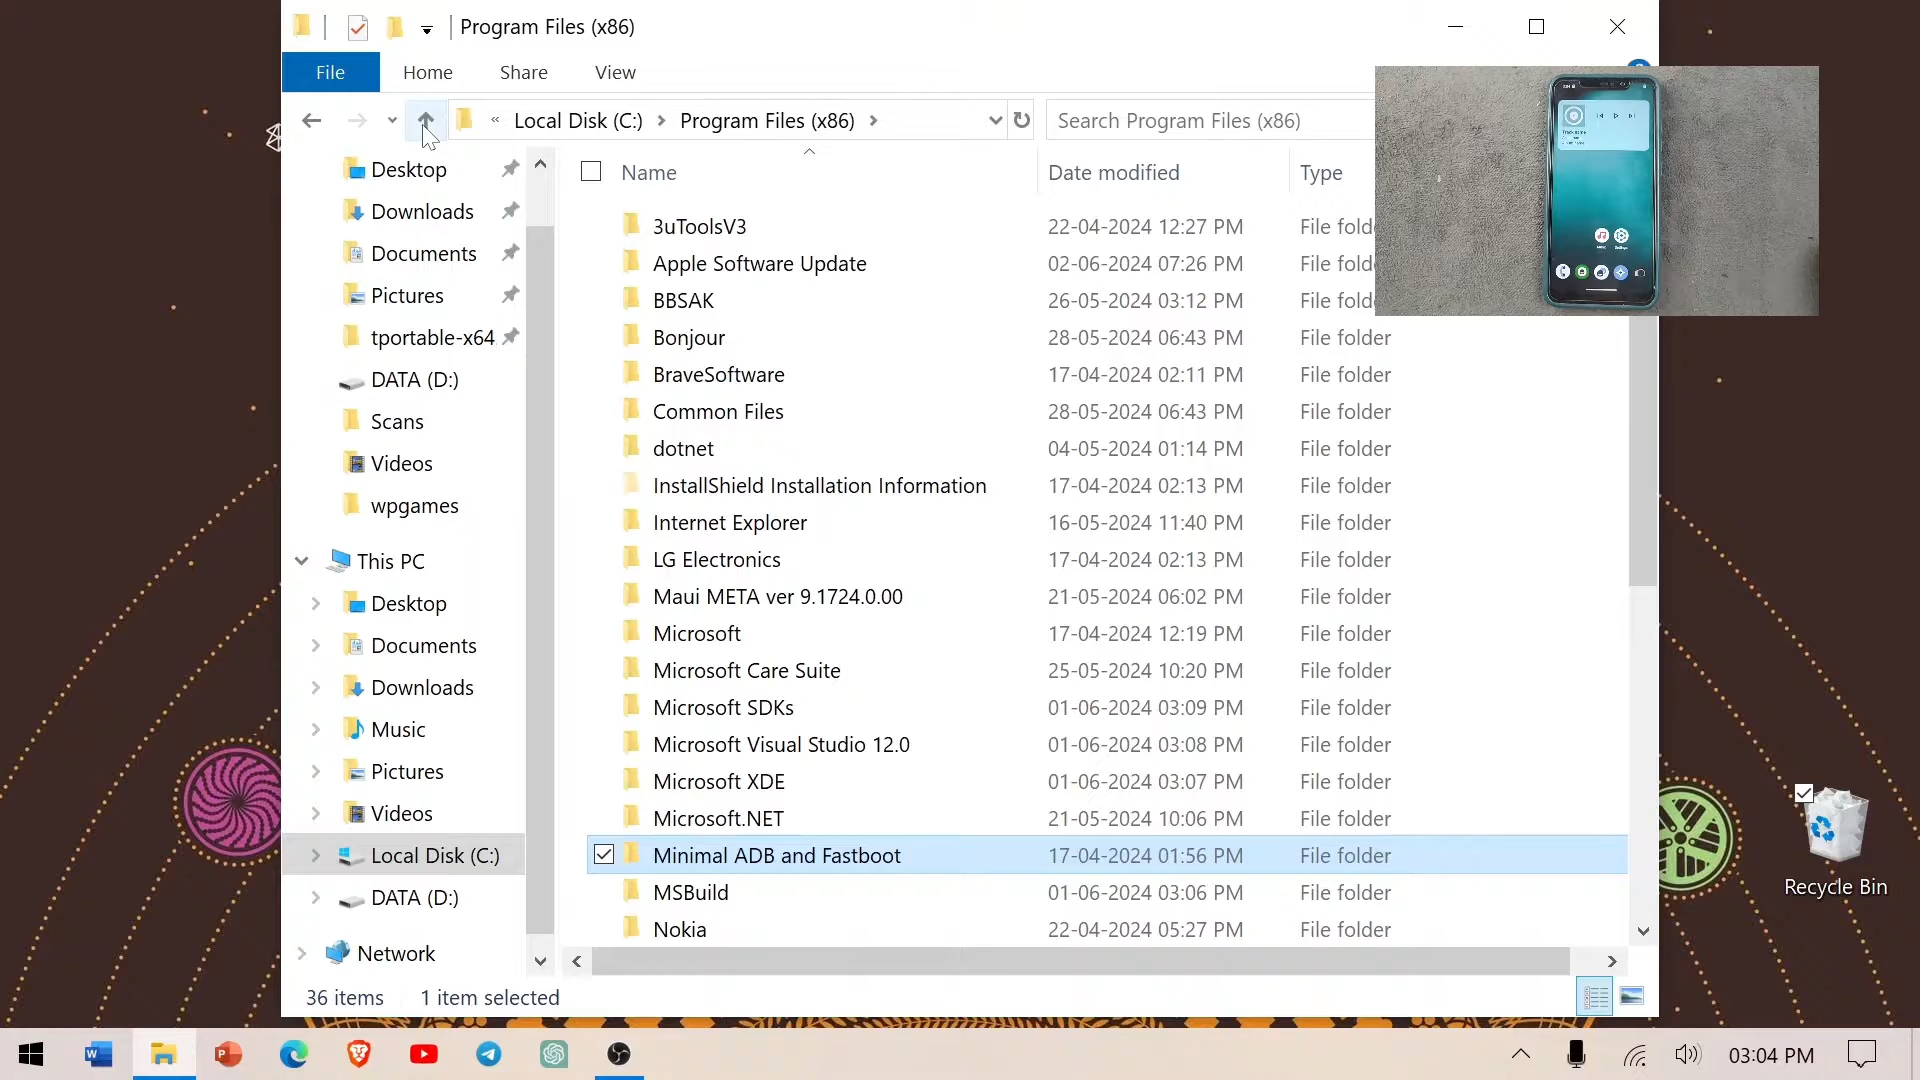 Program Files (x86)
File Home Share View
« Local Disk (C:) Program Files (x86) Search Program Files (x86)
Desktop
Downloads
Documents
Pictures
tportable-x64
DATA (D:)
Scans
Videos
wpgames
This PC
Desktop
Documents
Downloads
Music
Pictures
Videos
Local Disk (C:)
DATA (D:)
Network
Name Date modified Type
3uToolsV3 22-04-2024 12:27 PM File fold
Apple Software Update 02-06-2024 07:26 PM File fold
BBSAK 26-05-2024 03:12 PM File fold
Bonjour 28-05-2024 06:43 PM File folder
BraveSoftware 17-04-2024 02:11 PM File folder
Common Files 28-05-2024 06:43 PM File folder
dotnet 04-05-2024 01:14 PM File folder
InstallShield Installation Information 17-04-2024 02:13 PM File folder
Internet Explorer 16-05-2024 11:40 PM File folder
LG Electronics 17-04-2024 02:13 PM File folder
Maui META ver 9.1724.0.00 21-05-2024 06:02 PM File folder
Microsoft 17-04-2024 12:19 PM File folder
Microsoft Care Suite 25-05-2024 10:20 PM File folder
Microsoft SDKs 01-06-2024 03:09 PM File folder
Microsoft Visual Studio 12.0 01-06-2024 03:08 PM File folder
Microsoft XDE 01-06-2024 03:07 PM File folder
Microsoft.NET 21-05-2024 10:06 PM File folder
Minimal ADB and Fastboot 17-04-2024 01:56 PM File folder
MSBuild 01-06-2024 03:06 PM File folder
Nokia 22-04-2024 05:27 PM File folder
36 items 1 item selected
Recycle Bin
03:04 PM